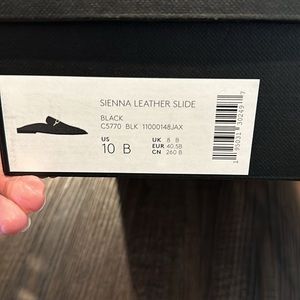 SIENNA LEATHER SLIDE
BLACK
C5770 BLK 11000148JAX
US
10 B
UK 8 B
EUR 40.5B
CN 260 B